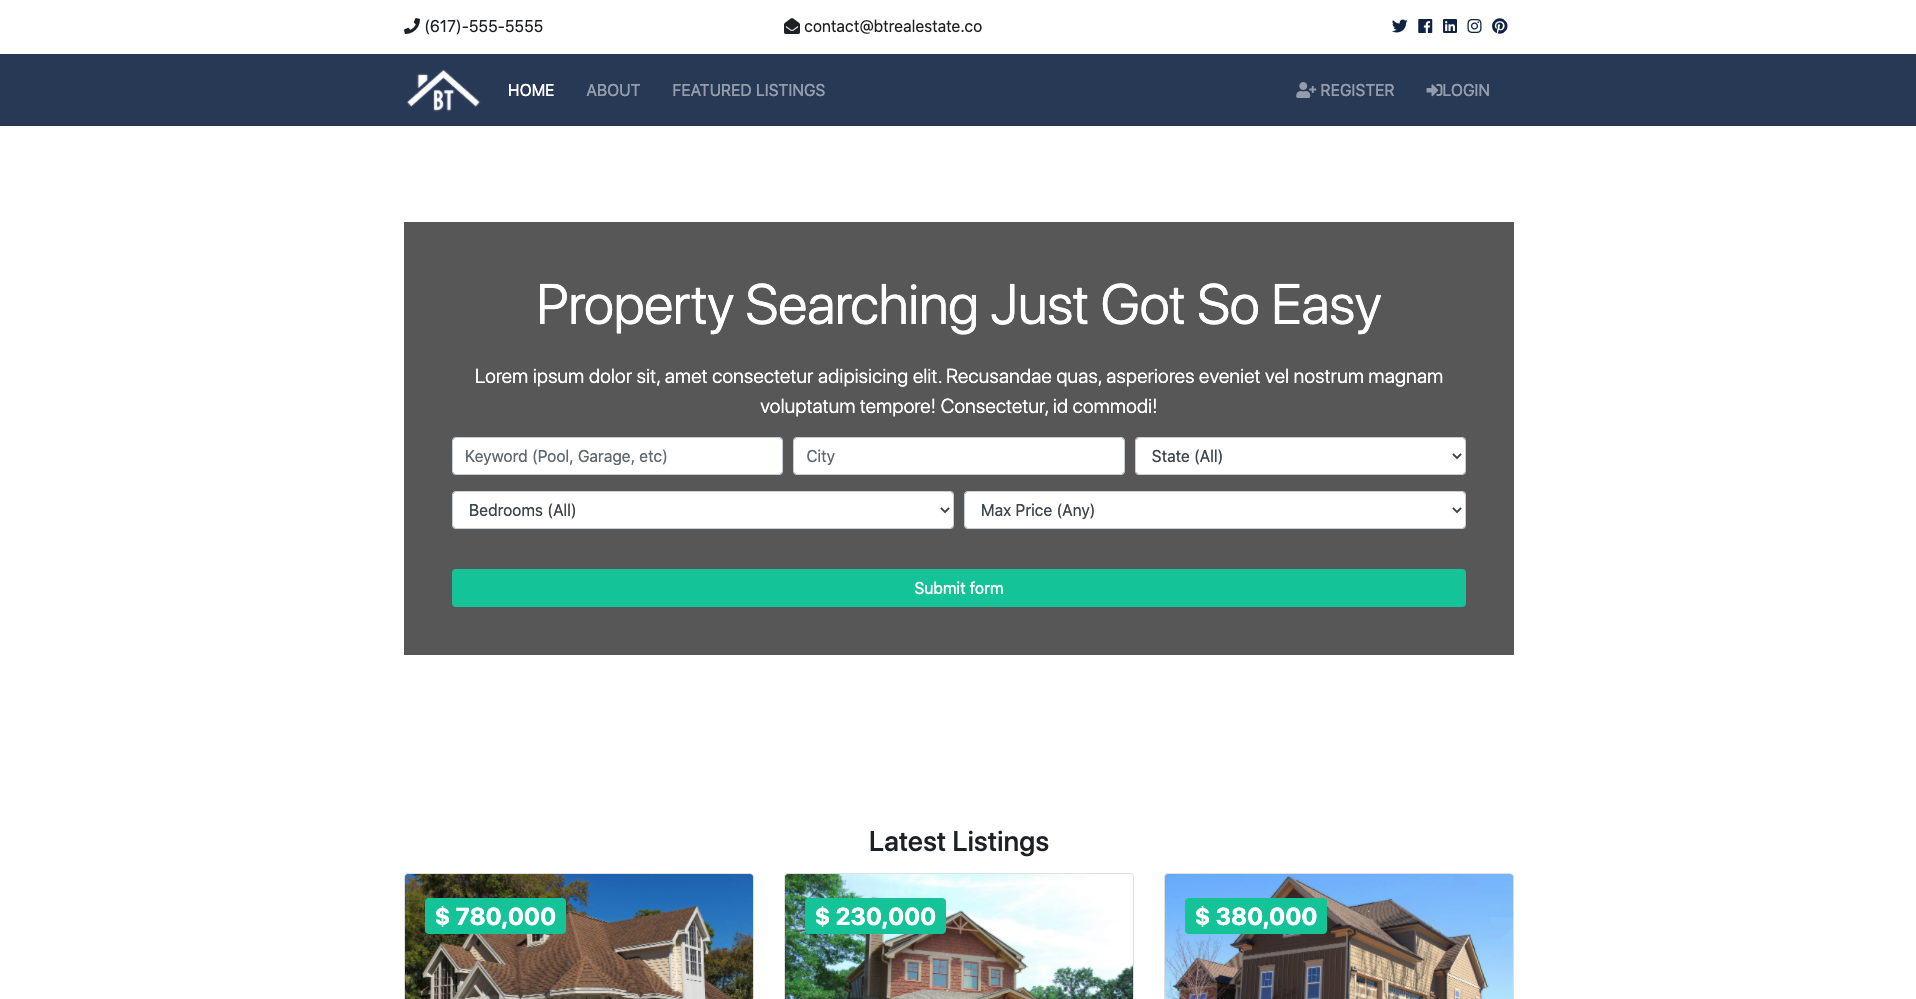 (617)-555-5555
contact@btrealestate.co
BT
HOME
ABOUT
FEATURED LISTINGS
REGISTER
LOGIN
Property Searching Just Got So Easy
Lorem ipsum dolor sit, amet consectetur adipisicing elit. Recusandae quas, asperiores eveniet vel nostrum magnam
voluptatum tempore! Consectetur, id commodi!
Keyword (Pool, Garage, etc)
City
State (All)
Bedrooms (All)
Max Price (Any)
Submit form
Latest Listings
$ 780,000
$ 230,000
$ 380,000